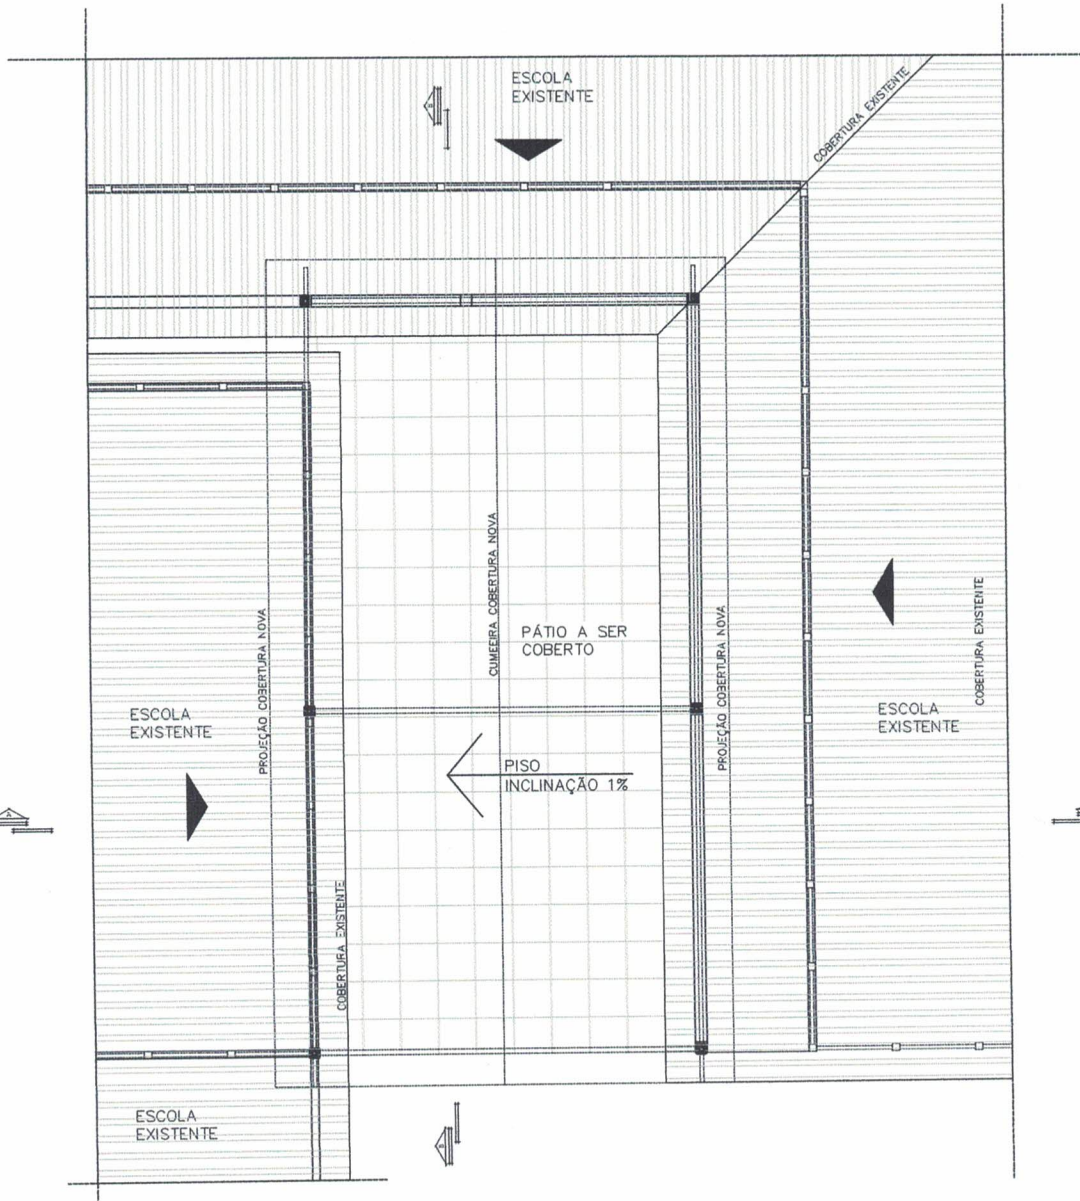 ESCOLA
EXISTENTE
COBERTURA EXISTENTE
CUMEEIRA COBERTURA NOVA
PÁTIO A SER
COBERTO
PROJEÇÃO COBERTURA NOVA
PROJEÇÃO COBERTURA NOVA
COBERTURA EXISTENTE
ESCOLA
EXISTENTE
ESCOLA
EXISTENTE
PISO
INCLINAÇÃO 1%
COBERTURA EXISTENTE
ESCOLA
EXISTENTE